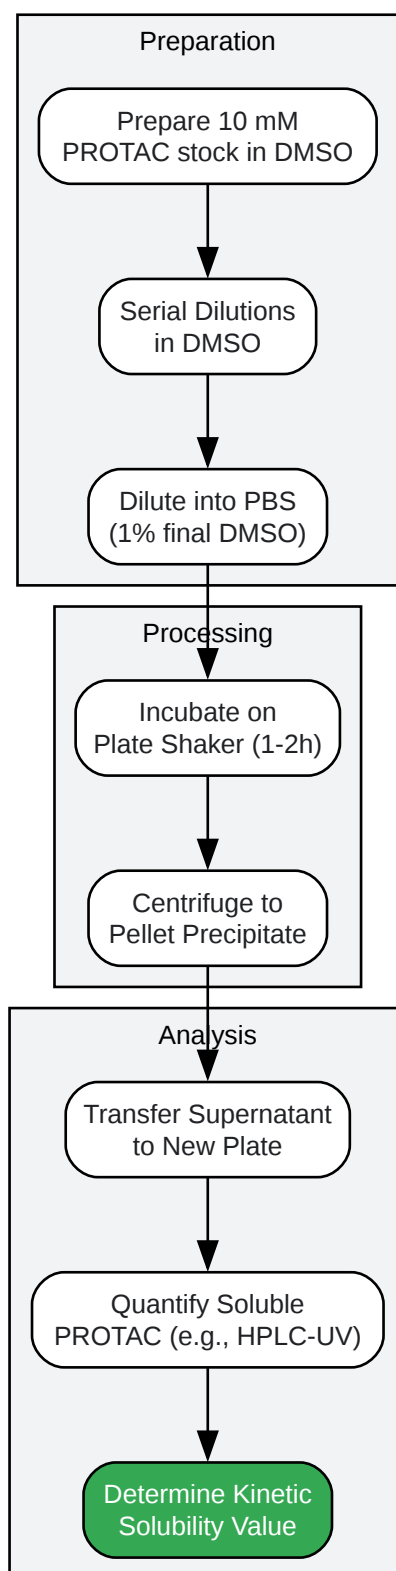 Preparation
Prepare 10 mM
PROTAC stock in DMSO
Serial Dilutions
in DMSO
Dilute into PBS
(1% final DMSO)
Processing
Incubate on
Plate Shaker (1-2h)
Centrifuge to
Pellet Precipitate
Analysis
Transfer Supernatant
to New Plate
Quantify Soluble
PROTAC (e.g., HPLC-UV)
Determine Kinetic
Solubility Value